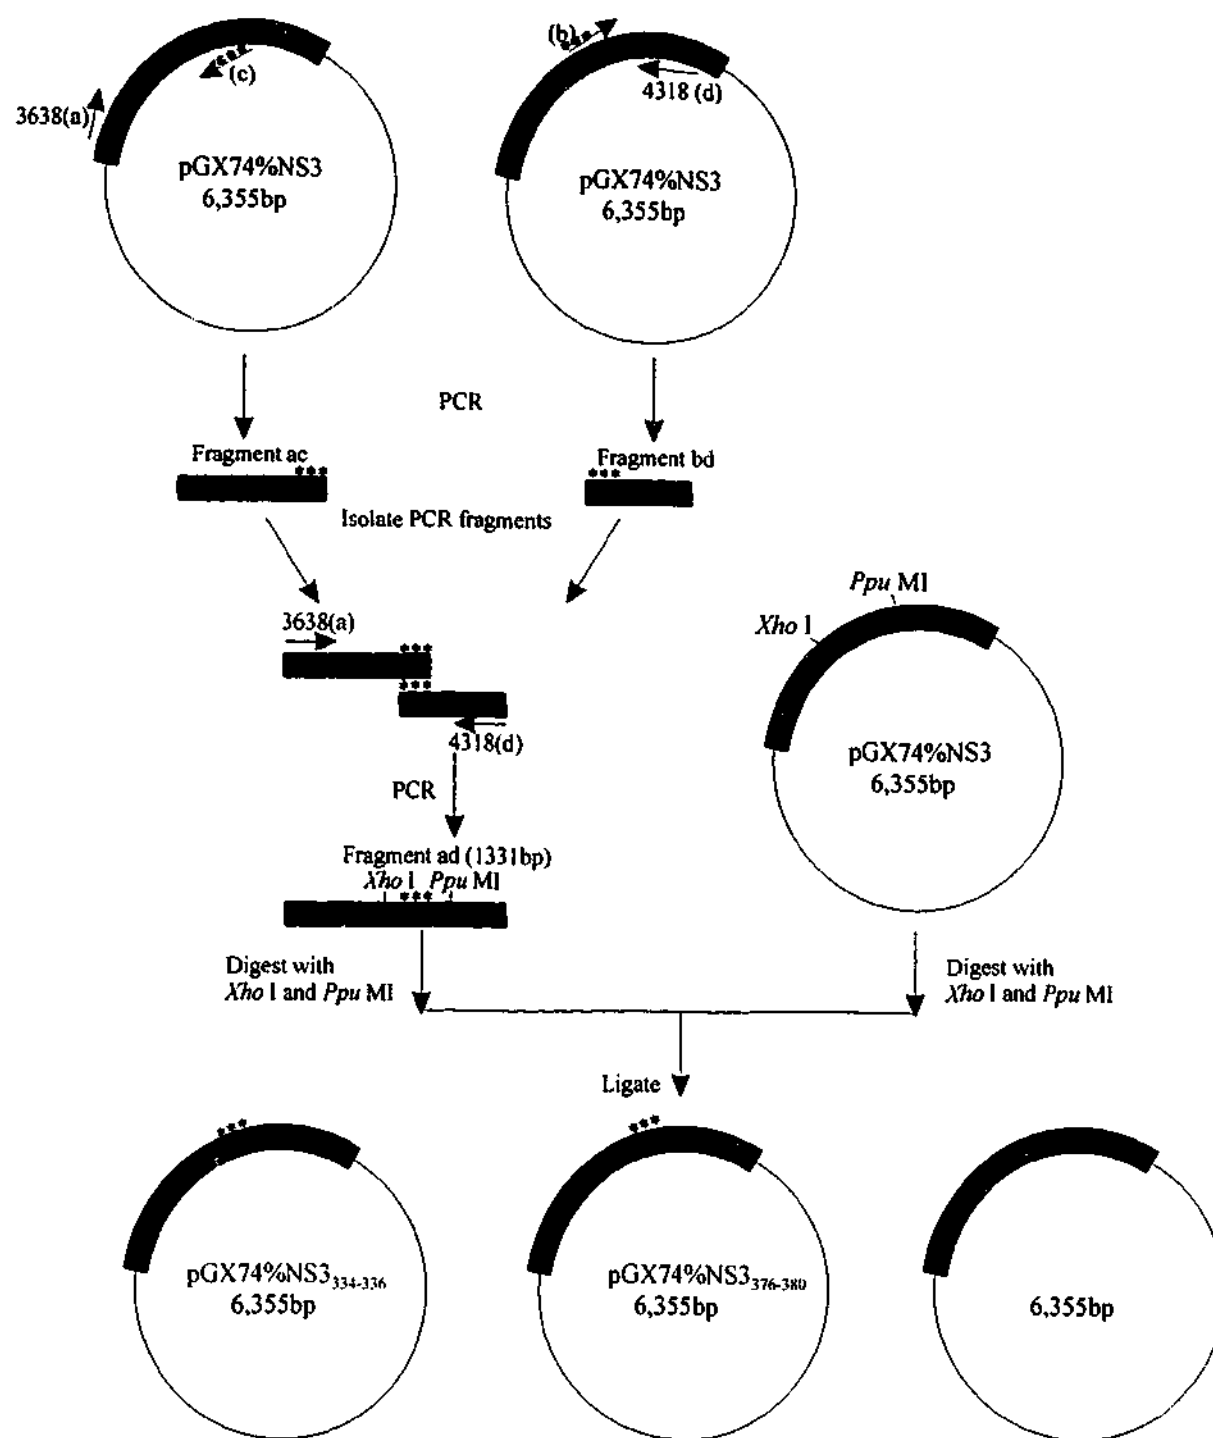 (b)
***
***
(c)
4318 (d)
3638(a)
pGX74%NS3
6,355bp
pGX74%NS3
6,355bp
PCR
Fragment ac
***
Fragment bd
***
Isolate PCR fragments
3638(a)
***
***
4318(d)
PCR
Fragment ad (1331bp)
Xho I Ppu MI
***
Ppu MI
Xho I
pGX74%NS3
6,355bp
Digest with
Xho I and Ppu MI
Digest with
Xho I and Ppu MI
Ligate
***
pGX74%NS3334-336
6,355bp
***
pGX74%NS3376-380
6,355bp
6,355bp